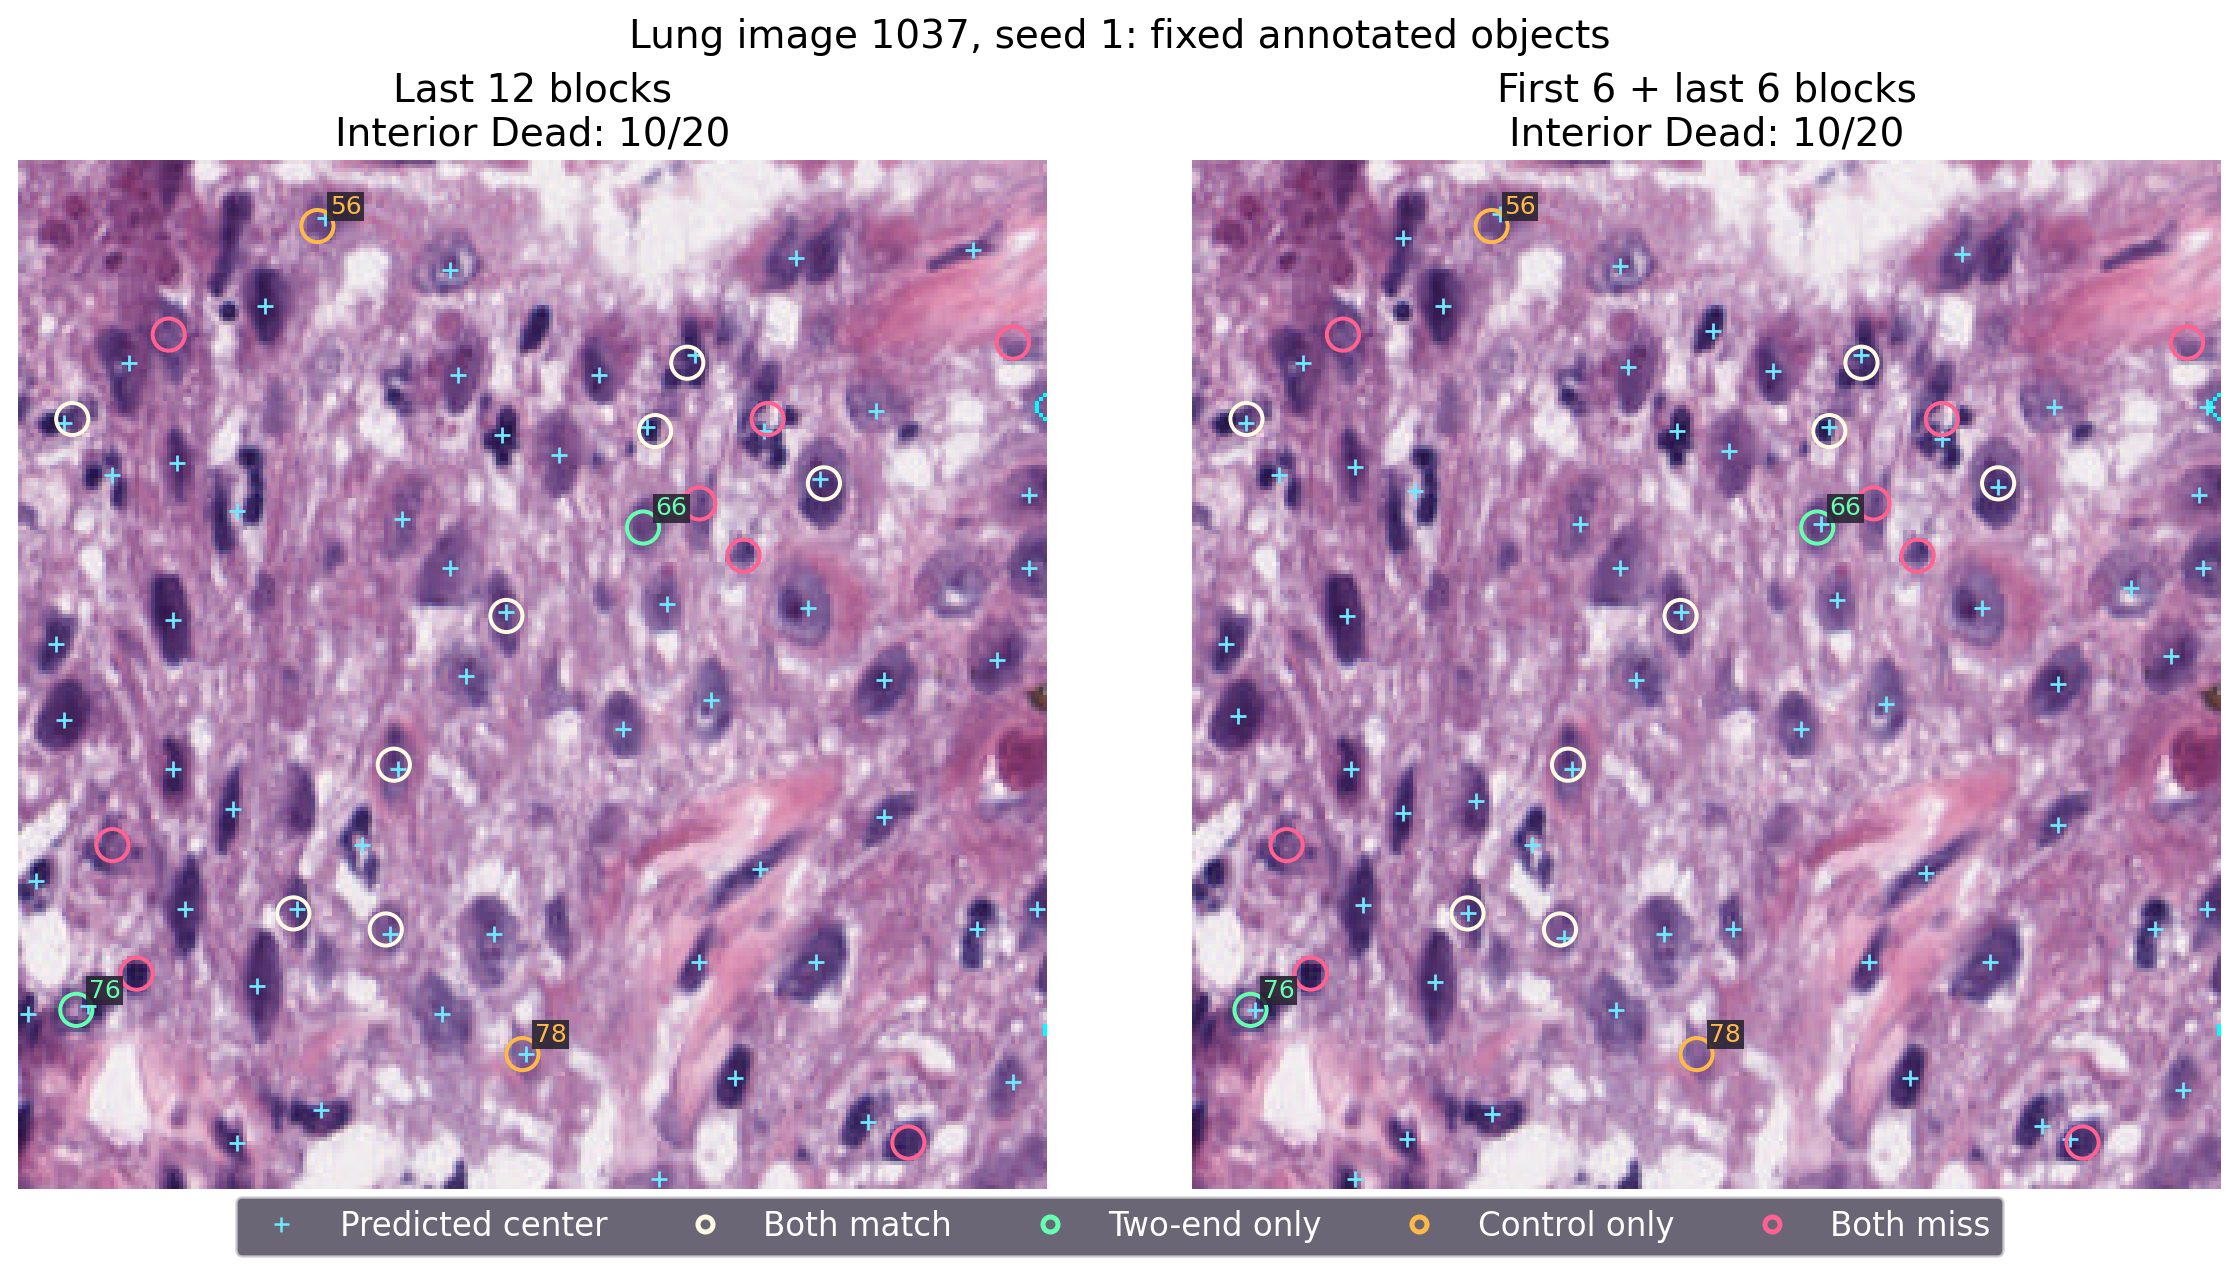 Lung image 1037, seed 1: fixed annotated objects
Last 12 blocks
Interior Dead: 10/20
First 6 + last 6 blocks
Interior Dead: 10/20
56
66
76
78
56
66
76
78
Predicted center
Both match
Two-end only
Control only
Both miss